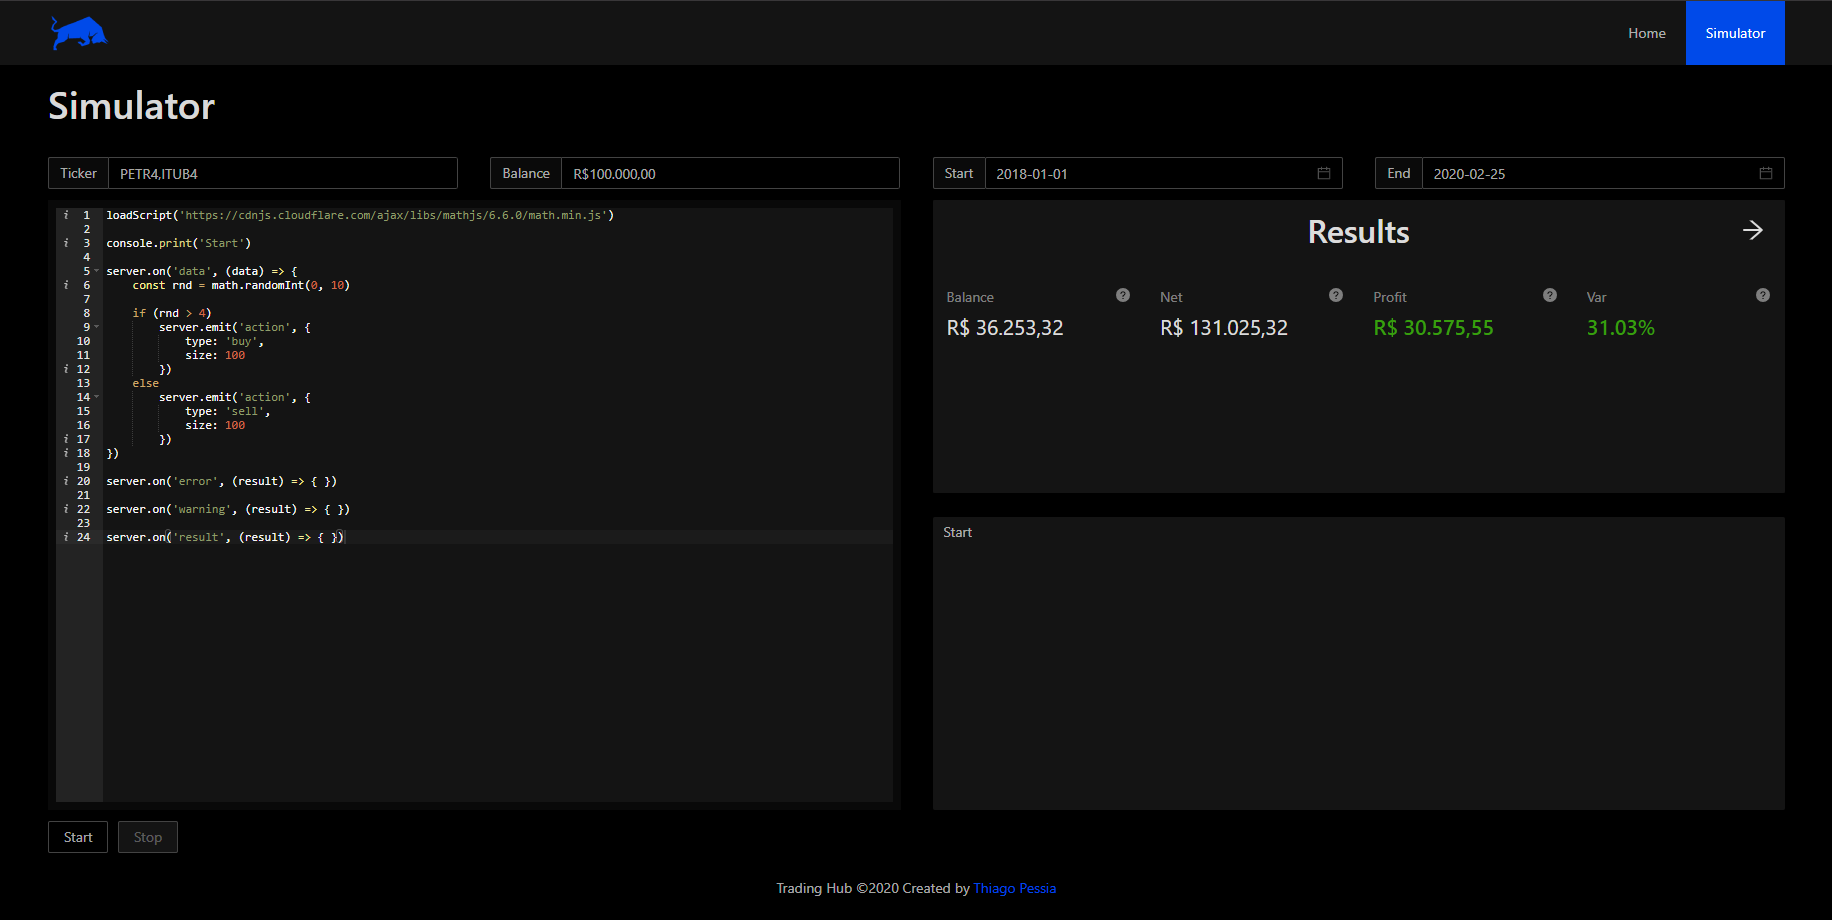 Home
Simulator
Simulator
Ticker PETR4,ITUB4
Balance R$100.000,00
Start 2018-01-01
End 2020-02-25
1 loadScript('https://cdnjs.cloudflare.com/ajax/libs/mathjs/6.6.0/math.min.js')
2
3 console.print('Start')
4
5 server.on('data', (data) => {
6 const rnd = math.randomInt(0, 10)
7
8 if (rnd > 4)
9 server.emit('action', {
10 type: 'buy',
11 size: 100
12 })
13 else
14 server.emit('action', {
15 type: 'sell',
16 size: 100
17 })
18 })
19
20 server.on('error', (result) => { })
21
22 server.on('warning', (result) => { })
23
24 server.on('result', (result) => { })
Results
Balance
R$ 36.253,32
Net
R$ 131.025,32
Profit
R$ 30.575,55
Var
31.03%
Start
Start
Stop
Trading Hub ©2020 Created by Thiago Pessia